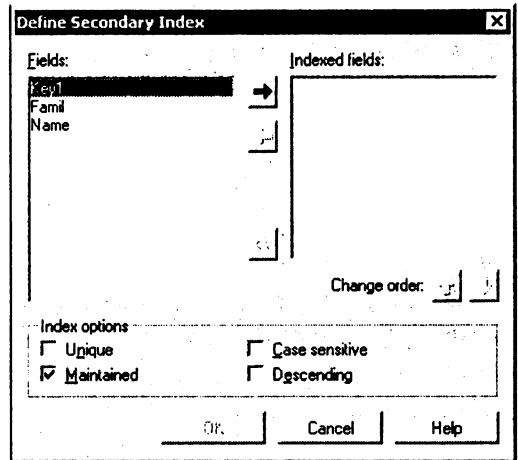 Define Secondary Index
Fields:
Indexed fields:
Key1
Famil
Name
Change order:
Index options
Unique
Case sensitive
Maintained
Descending
OK
Cancel
Help